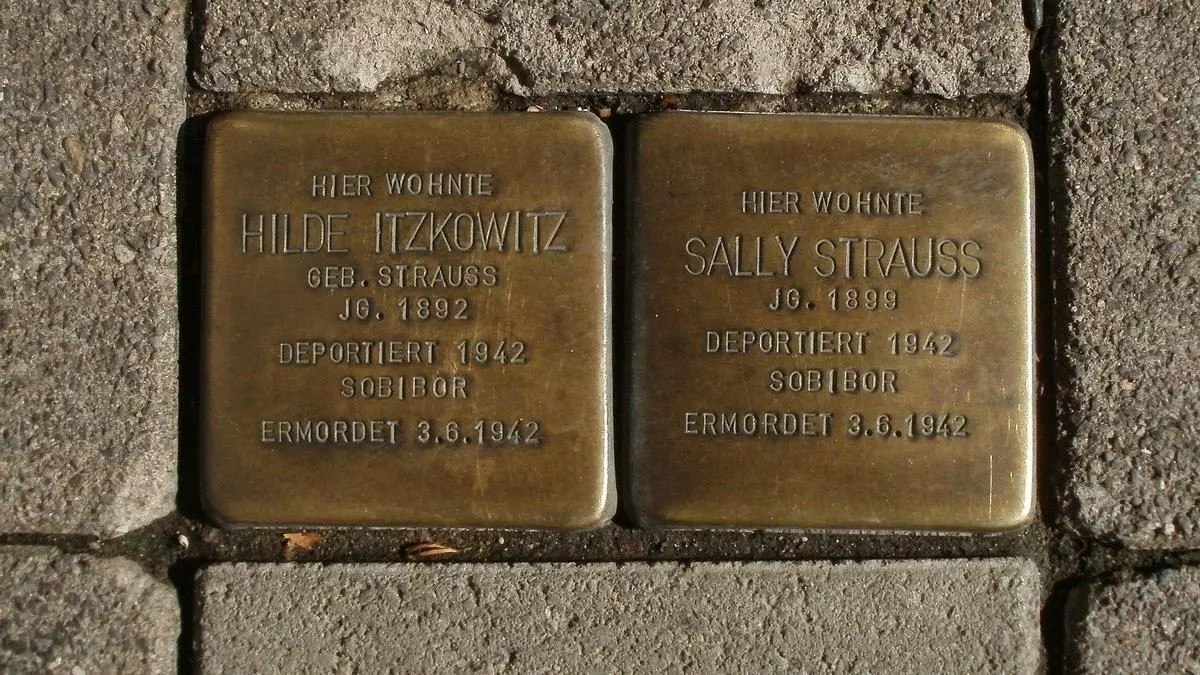 HIER WOHNTE
HILDE ITZKOWITZ
GEB. STRAUSS
JG. 1892
DEPORTIERT 1942
SOBIBOR
ERMORDET 3.6.1942
HIER WOHNTE
SALLY STRAUSS
JG. 1899
DEPORTIERT 1942
SOBIBOR
ERMORDET 3.6.1942